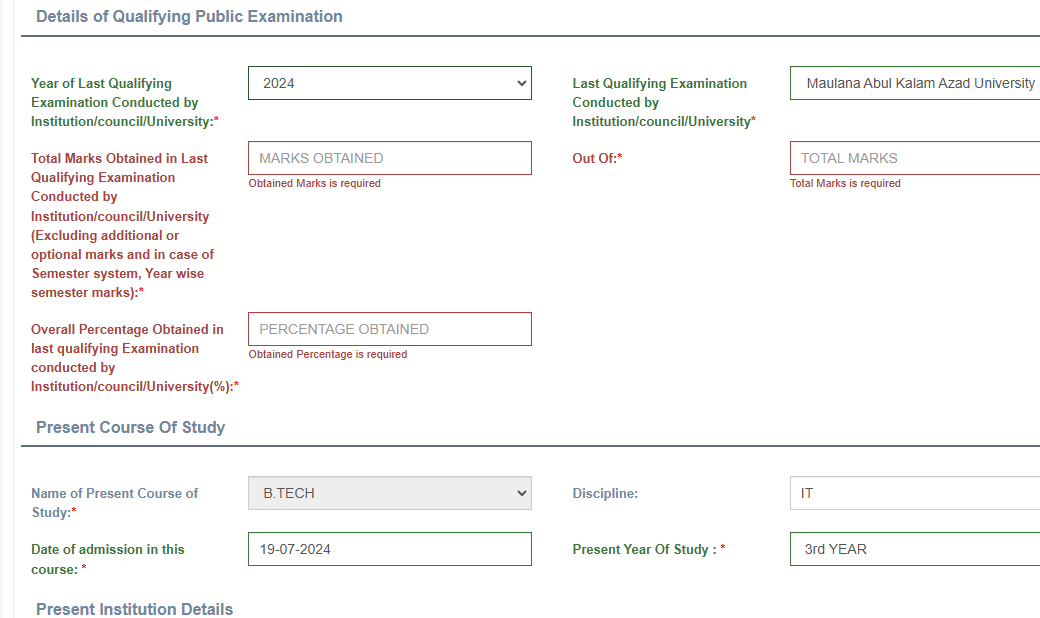 Details of Qualifying Public Examination
Year of Last Qualifying
Examination Conducted by
Institution/council/University:*
2024
Last Qualifying Examination
Conducted by
Institution/council/University*
Maulana Abul Kalam Azad University
Total Marks Obtained in Last
Qualifying Examination
Conducted by
Institution/council/University
(Excluding additional or
optional marks and in case of
Semester system, Year wise
semester marks):*
MARKS OBTAINED
Obtained Marks is required
Out Of:*
TOTAL MARKS
Total Marks is required
Overall Percentage Obtained in
last qualifying Examination
conducted by
Institution/council/University(%):*
PERCENTAGE OBTAINED
Obtained Percentage is required
Present Course Of Study
Name of Present Course of
Study:*
B.TECH
Discipline:
IT
Date of admission in this
course: *
19-07-2024
Present Year Of Study : *
3rd YEAR
Present Institution Details